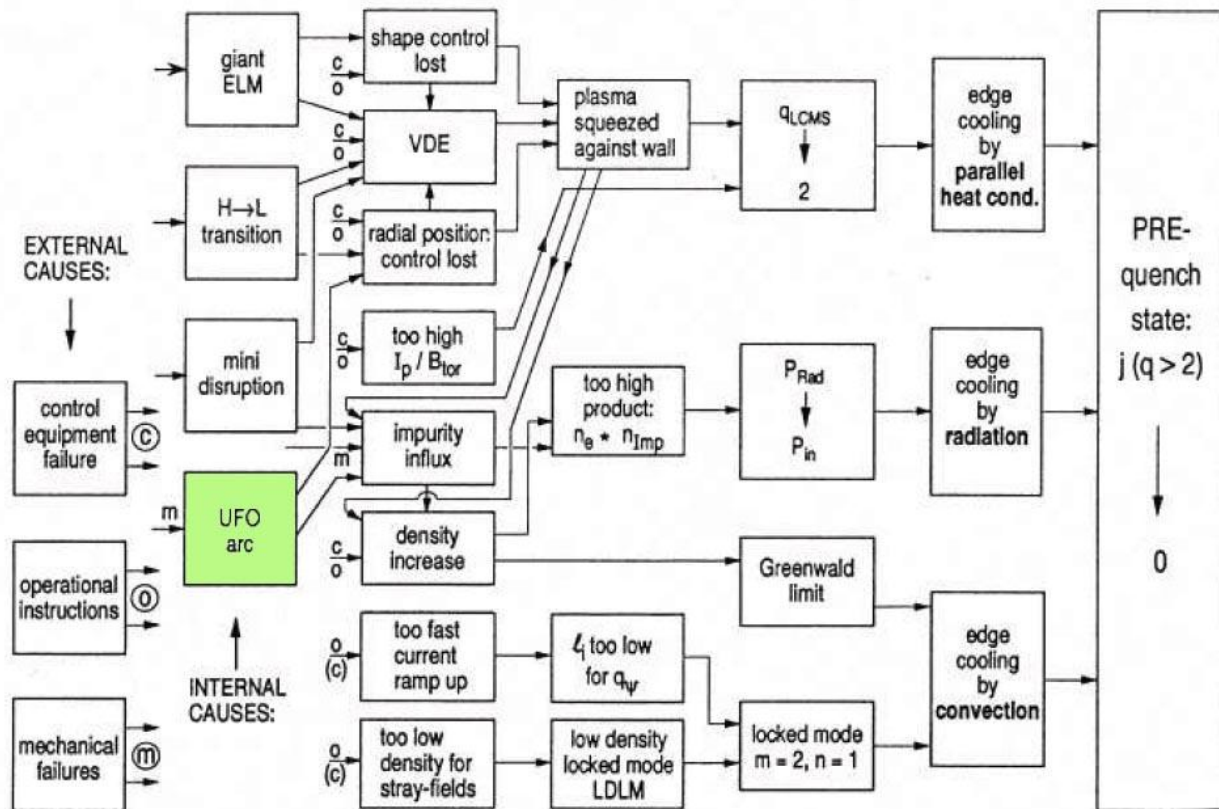 EXTERNAL
CAUSES:
control
equipment
failure
c
operational
instructions
o
mechanical
failures
m
giant
ELM
H→L
transition
mini
disruption
m
UFO
arc
INTERNAL
CAUSES:
c
o
shape control
lost
c
o
VDE
c
o
radial position
control lost
c
o
too high
Ip / Btor
m
impurity
influx
c
o
density
increase
o
(c)
too fast
current
ramp up
o
(c)
too low
density for
stray-fields
plasma
squeezed
against wall
too high
product:
ne * nImp
ℓi too low
for qψ
low density
locked mode
LDLM
qLCMS
2
PRad
Pin
Greenwald
limit
locked mode
m = 2, n = 1
edge
cooling
by
parallel
heat cond.
edge
cooling
by
radiation
edge
cooling
by
convection
PRE-
quench
state:
j (q > 2)
0